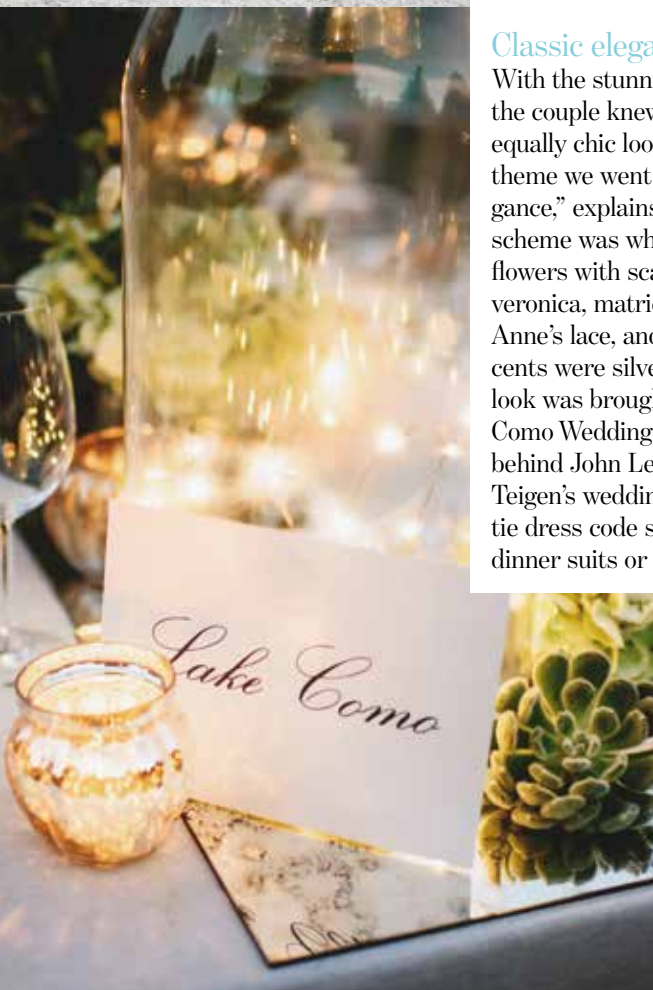 Classic elega
With the stunn
the couple knew
equally chic loo
theme we went
gance,” explains
scheme was wh
flowers with sca
veronica, matri
Anne’s lace, and
cents were silve
look was brough
Como Wedding
behind John Le
Teigen’s weddin
tie dress code s
dinner suits or
Lake Como